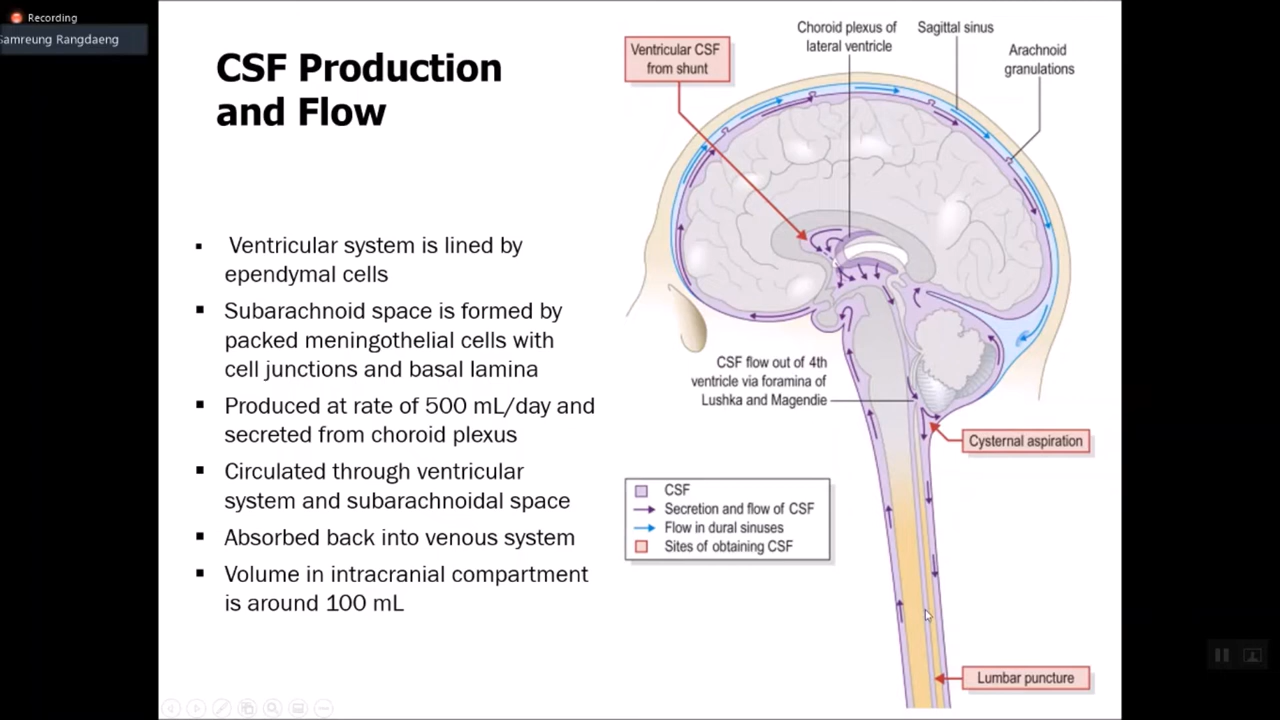 Recording
Samreung Rangdaeng
CSF Production
and Flow
Ventricular system is lined by
ependymal cells
Subarachnoid space is formed by
packed meningothelial cells with
cell junctions and basal lamina
Produced at rate of 500 mL/day and
secreted from choroid plexus
Circulated through ventricular
system and subarachnoidal space
Absorbed back into venous system
Volume in intracranial compartment
is around 100 mL
Ventricular CSF
from shunt
Choroid plexus of
lateral ventricle
Sagittal sinus
Arachnoid
granulations
CSF flow out of 4th
ventricle via foramina of
Lushka and Magendie
Cysternal aspiration
CSF
Secretion and flow of CSF
Flow in dural sinuses
Sites of obtaining CSF
Lumbar puncture